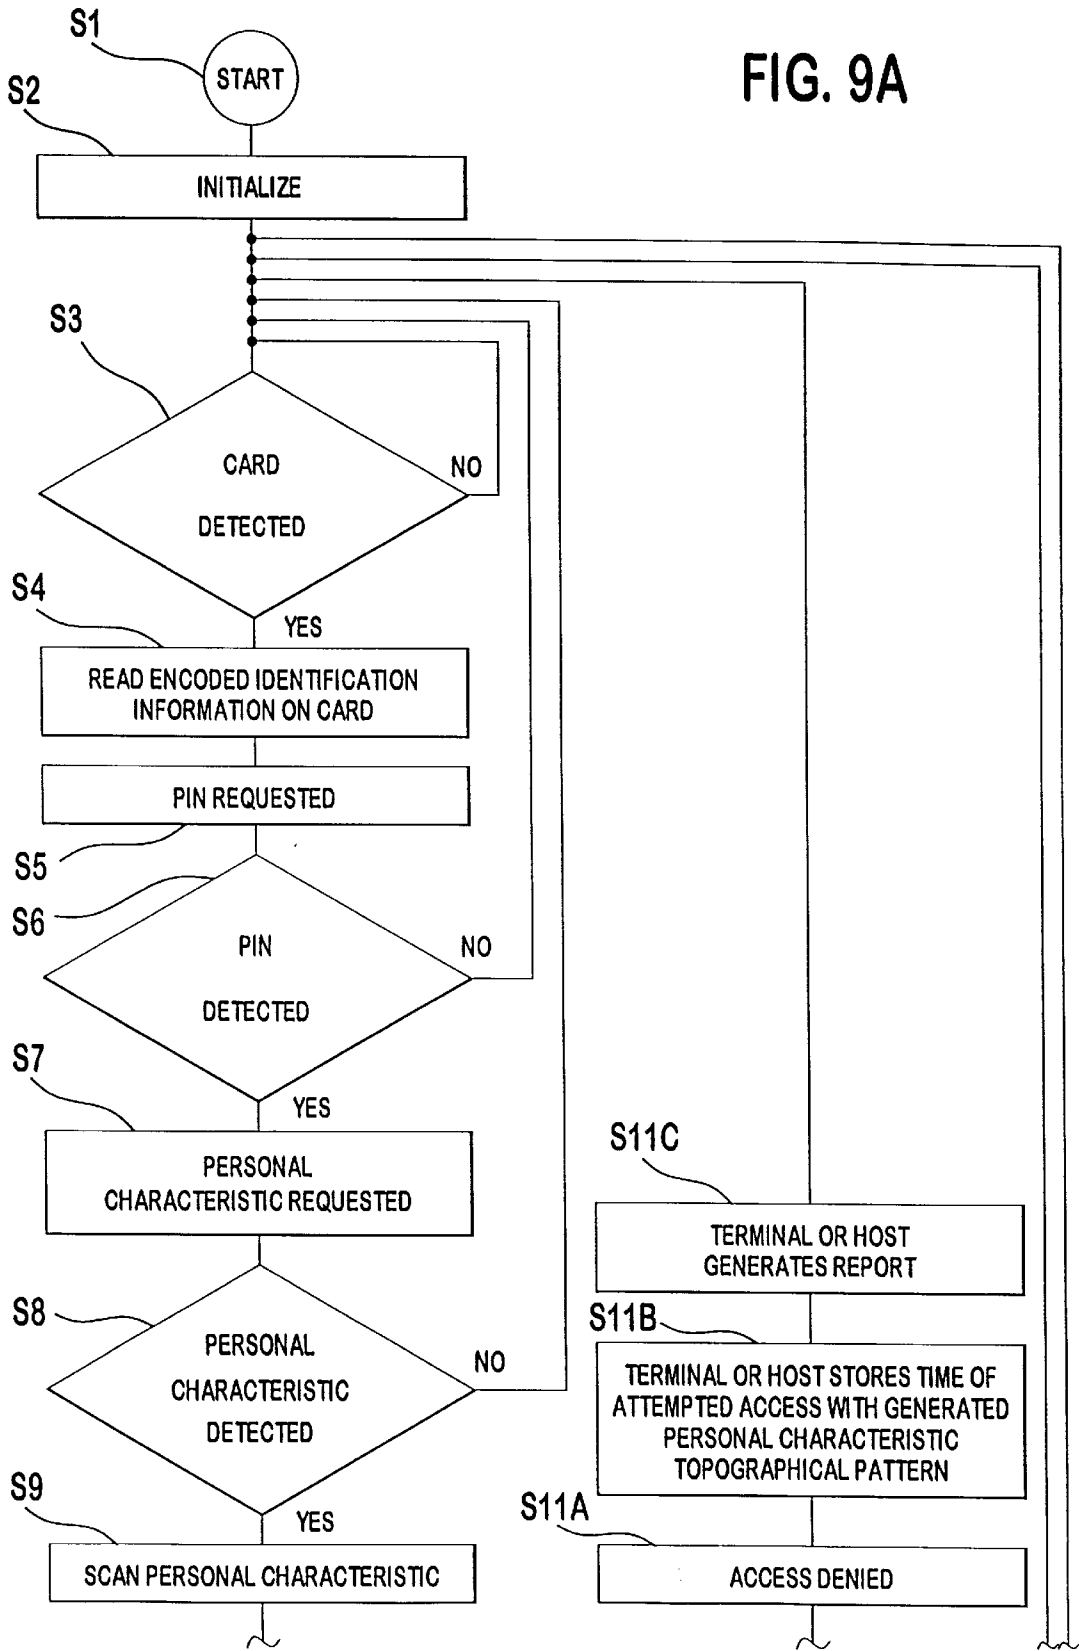 FIG. 9A
S1
START
S2
INITIALIZE
S3
CARD
DETECTED
NO
YES
S4
READ ENCODED IDENTIFICATION
INFORMATION ON CARD
PIN REQUESTED
S5
S6
PIN
DETECTED
NO
YES
S7
PERSONAL
CHARACTERISTIC REQUESTED
S8
PERSONAL
CHARACTERISTIC
DETECTED
NO
YES
S9
SCAN PERSONAL CHARACTERISTIC
S11C
TERMINAL OR HOST
GENERATES REPORT
S11B
TERMINAL OR HOST STORES TIME OF
ATTEMPTED ACCESS WITH GENERATED
PERSONAL CHARACTERISTIC
TOPOGRAPHICAL PATTERN
S11A
ACCESS DENIED